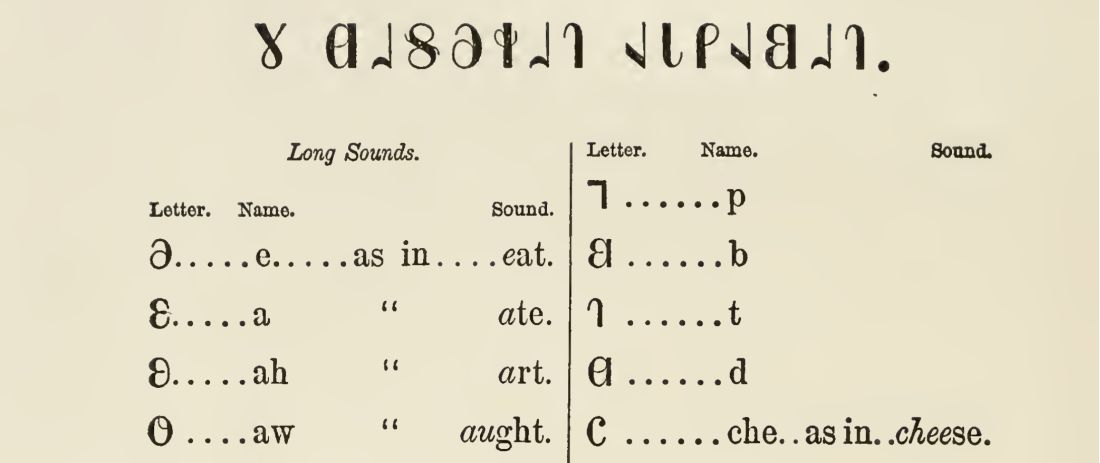 𐐜 𐐔𐐇𐐝𐐀𐐡𐐇𐐓 𐐈𐐢𐐙𐐈𐐒𐐇𐐓.
Long Sounds.
Letter. Name. Sound.
𐐀.....e.....as in....eat.
𐐁.....a “ ate.
𐐂.....ah “ art.
𐐃 ....aw “ aught.
Letter. Name. Sound.
𐐑 ......p
𐐒 ......b
𐐓 ......t
𐐔 ......d
𐐕 ......che..as in..cheese.